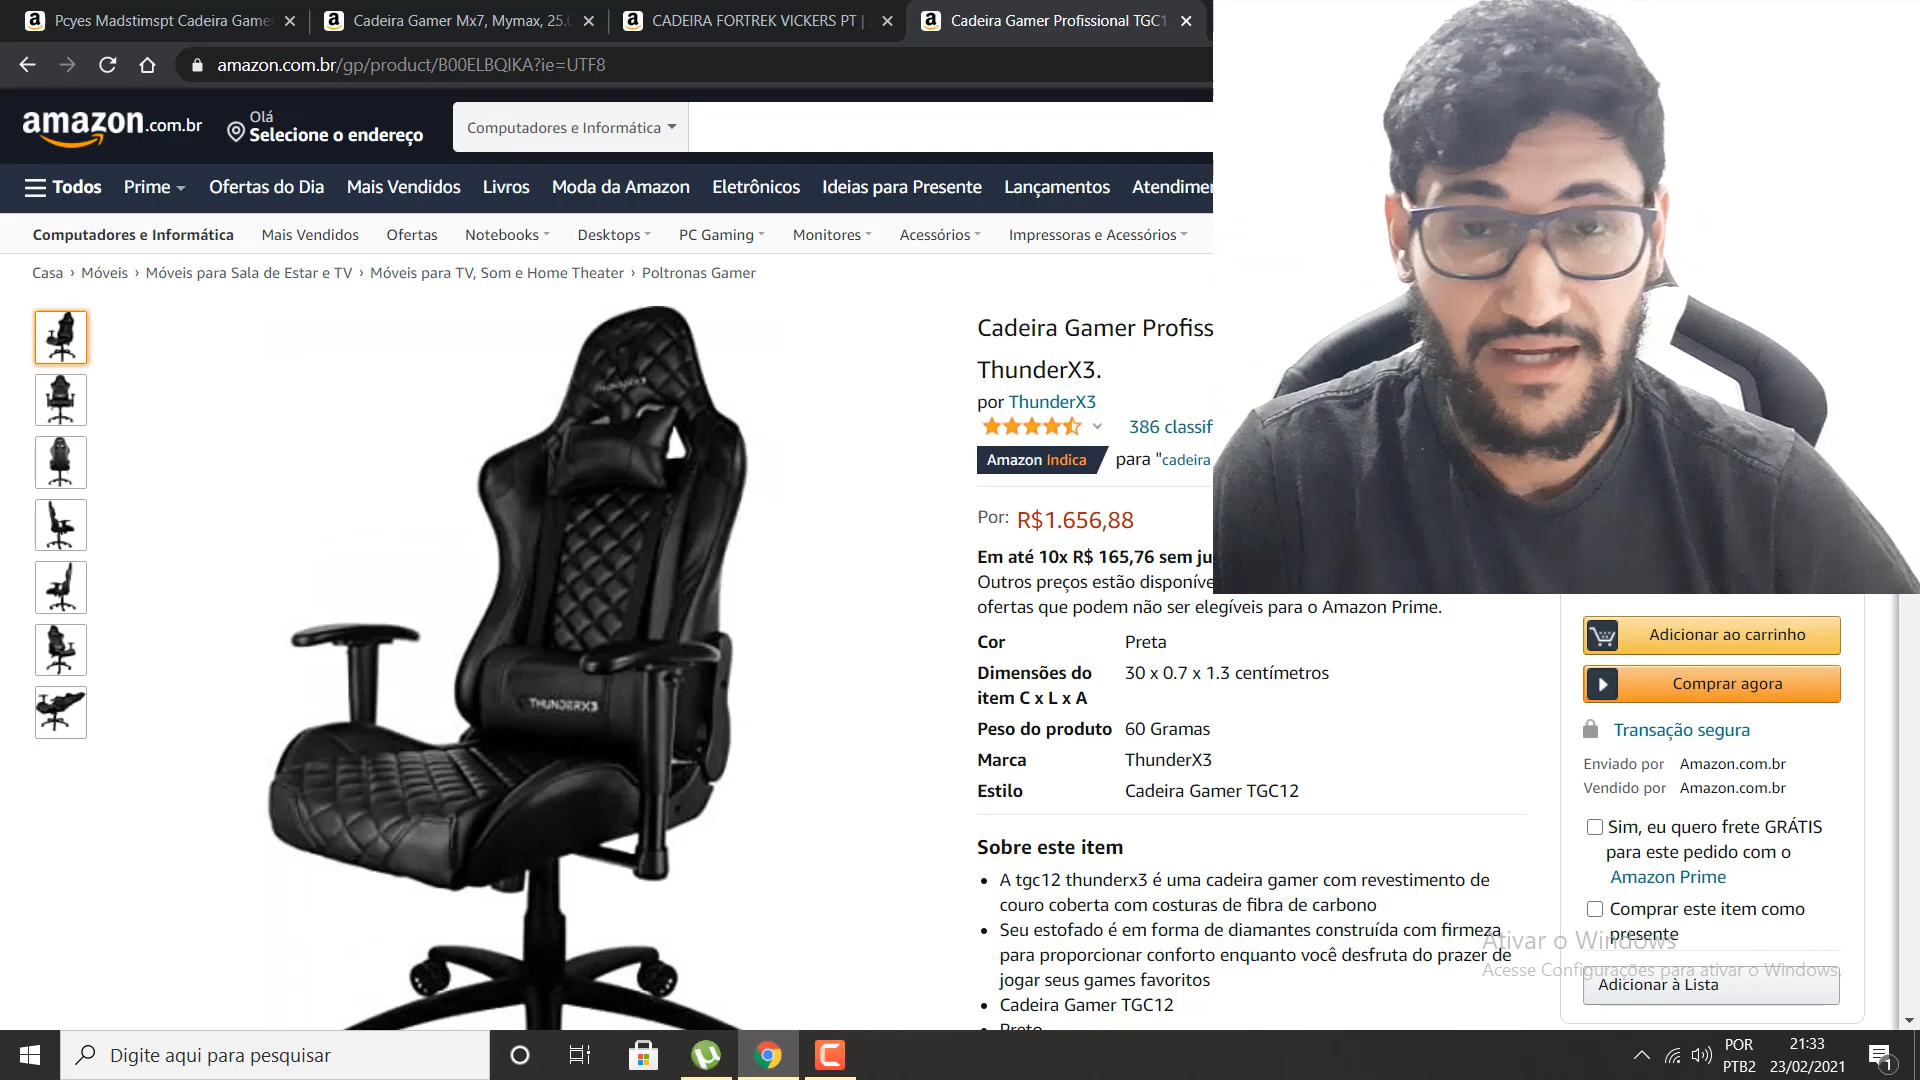 Pcyes Madstimspt Cadeira Game
Cadeira Gamer Mx7, Mymax, 25.
CADEIRA FORTREK VICKERS PT |
Cadeira Gamer Profissional TGC1
amazon.com.br/gp/product/B00ELBQIKA?ie=UTF8
amazon.com.br
Olá
Selecione o endereço
Computadores e Informática
Todos Prime Ofertas do Dia Mais Vendidos Livros Moda da Amazon Eletrônicos Ideias para Presente Lançamentos Atendimen
Computadores e Informática Mais Vendidos Ofertas Notebooks Desktops PC Gaming Monitores Acessórios Impressoras e Acessórios
Casa › Móveis › Móveis para Sala de Estar e TV › Móveis para TV, Som e Home Theater › Poltronas Gamer
THUNDERX3
THUNDERX3
Cadeira Gamer Profiss
ThunderX3.
por ThunderX3
386 classif
Amazon Indica para "cadeira
Por: R$1.656,88
Em até 10x R$ 165,76 sem ju
Outros preços estão disponíve
ofertas que podem não ser elegíveis para o Amazon Prime.
Cor Preta
Dimensões do item C x L x A 30 x 0.7 x 1.3 centímetros
Peso do produto 60 Gramas
Marca ThunderX3
Estilo Cadeira Gamer TGC12
Sobre este item
• A tgc12 thunderx3 é uma cadeira gamer com revestimento de
couro coberta com costuras de fibra de carbono
• Seu estofado é em forma de diamantes construída com firmeza
para proporcionar conforto enquanto você desfruta do prazer de
jogar seus games favoritos
• Cadeira Gamer TGC12
• Preto
Adicionar ao carrinho
Comprar agora
Transação segura
Enviado por Amazon.com.br
Vendido por Amazon.com.br
Sim, eu quero frete GRÁTIS
para este pedido com o
Amazon Prime
Comprar este item como
presente
Adicionar à Lista
Ativar o Windows
Acesse Configurações para ativar o Windows.
Digite aqui para pesquisar
POR
PTB2
21:33
23/02/2021
1